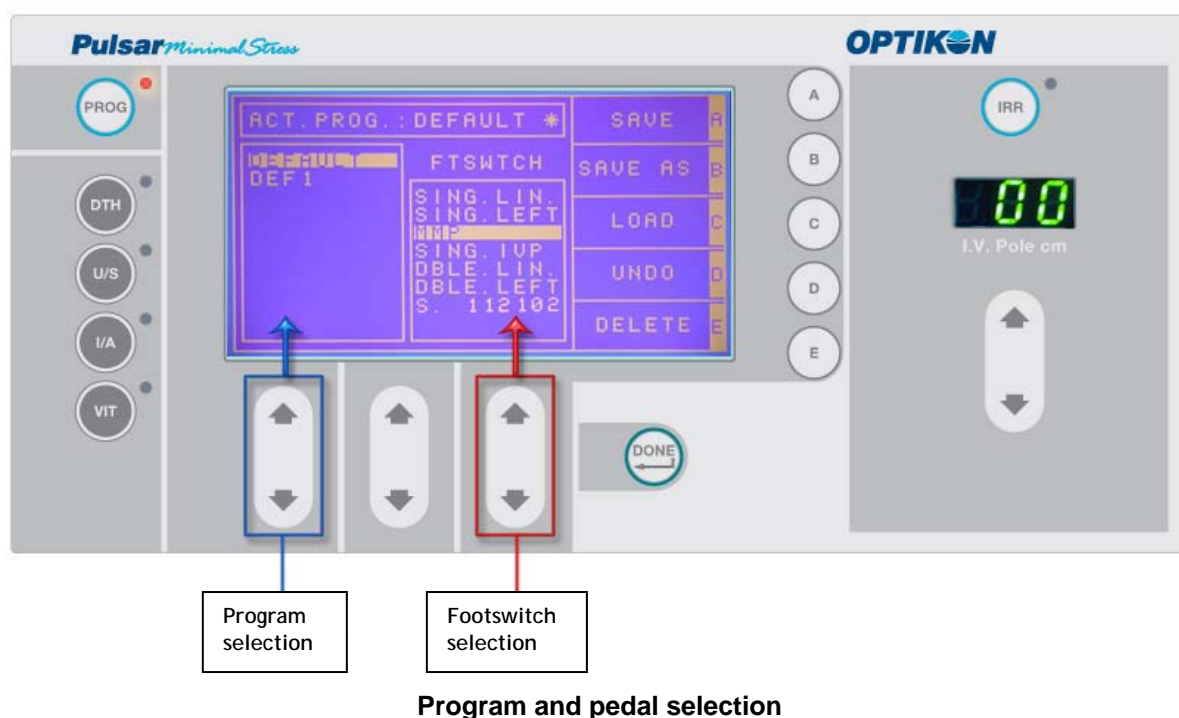 Pulsar Minimal Stress
OPTIKON
PROG
DTH
U/S
I/A
VIT
ACT.PROG.:DEFAULT *
DEFAULT
DEF1
FTSWTCH
SING.LIN.
SING.LEFT
MMP
SING.IVP
DBLE.LIN.
DBLE.LEFT
S. 112102
SAVE A
SAVE AS B
LOAD C
UNDO D
DELETE E
A
B
C
D
E
DONE
IRR
00
I.V. Pole cm
Program
selection
Footswitch
selection
Program and pedal selection